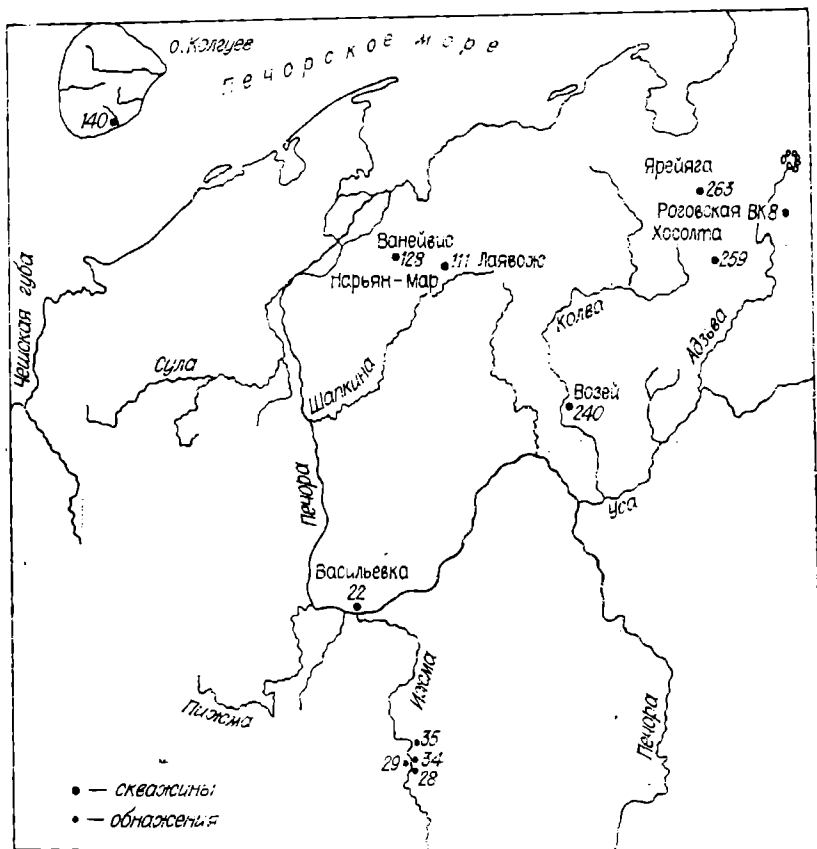 о. Колгуев
Печорское море
140
Чешская губа
Ярейяга
263
Роговская ВК8
Хосолта
259
Ванейвис
129
111 Лаявож
Нарьян-Мар
Колва
Адзьва
Сула
Шапкина
Возей
240
Печора
Уса
Васильевка
22
Пижма
Ижма
Печора
35
34
29
28
— скважины
— обнажения